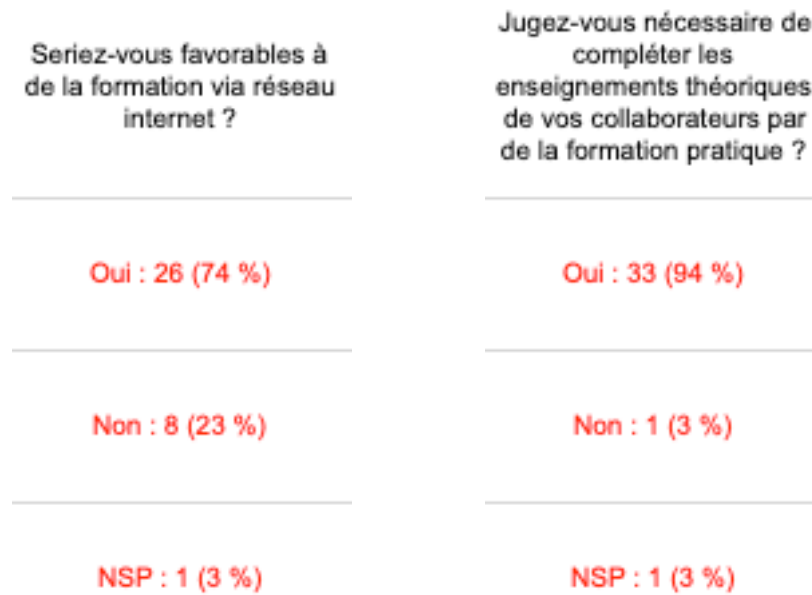 Seriez-vous favorables à
de la formation via réseau
internet ?
Oui : 26 (74 %)
Non : 8 (23 %)
NSP : 1 (3 %)
Jugez-vous nécessaire de
compléter les
enseignements théoriques
de vos collaborateurs par
de la formation pratique ?
Oui : 33 (94 %)
Non : 1 (3 %)
NSP : 1 (3 %)